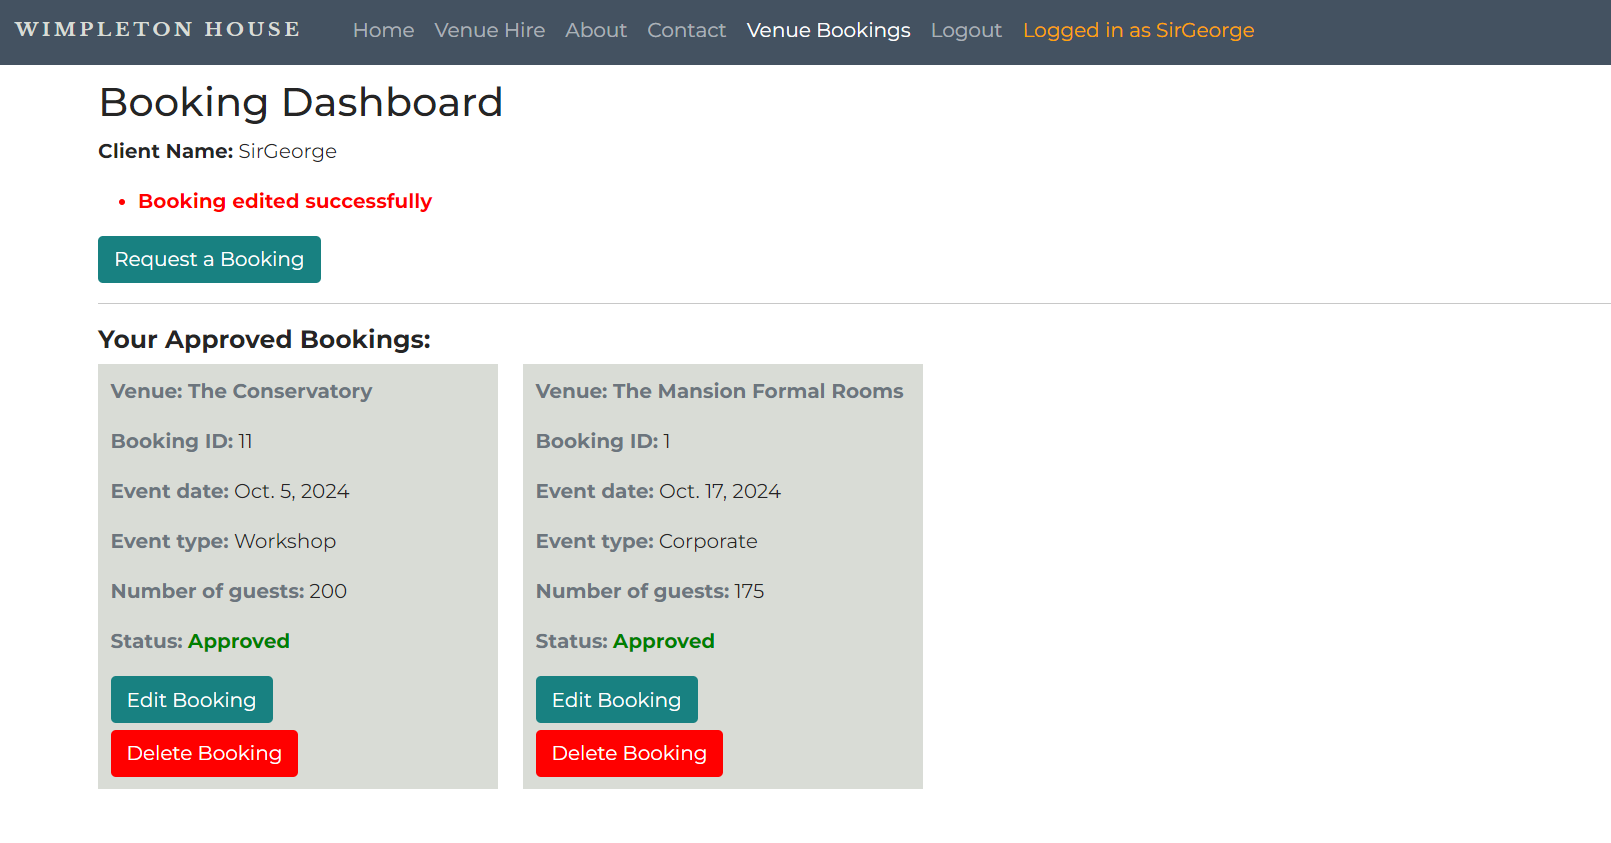 WIMPLETON HOUSE Home Venue Hire About Contact Venue Bookings Logout Logged in as SirGeorge
Booking Dashboard
Client Name: SirGeorge
• Booking edited successfully
Request a Booking
Your Approved Bookings:
Venue: The Conservatory
Booking ID: 11
Event date: Oct. 5, 2024
Event type: Workshop
Number of guests: 200
Status: Approved
Edit Booking
Delete Booking
Venue: The Mansion Formal Rooms
Booking ID: 1
Event date: Oct. 17, 2024
Event type: Corporate
Number of guests: 175
Status: Approved
Edit Booking
Delete Booking